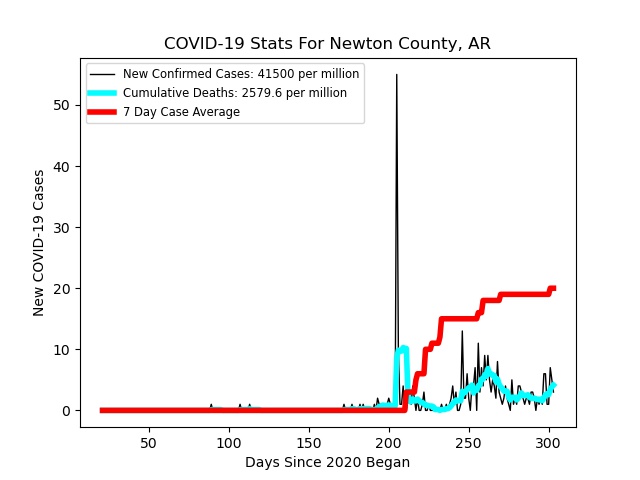 COVID-19 Stats For Newton County, AR
New Confirmed Cases: 41500 per million
Cumulative Deaths: 2579.6 per million
7 Day Case Average
New COVID-19 Cases
50
40
30
20
10
0
50 100 150 200 250 300
Days Since 2020 Began